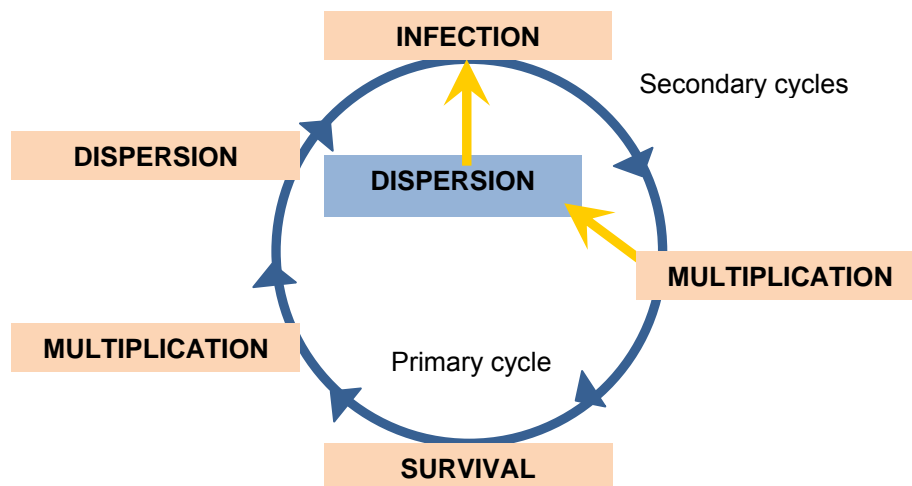 INFECTION
Secondary cycles
DISPERSION
DISPERSION
MULTIPLICATION
MULTIPLICATION
Primary cycle
SURVIVAL